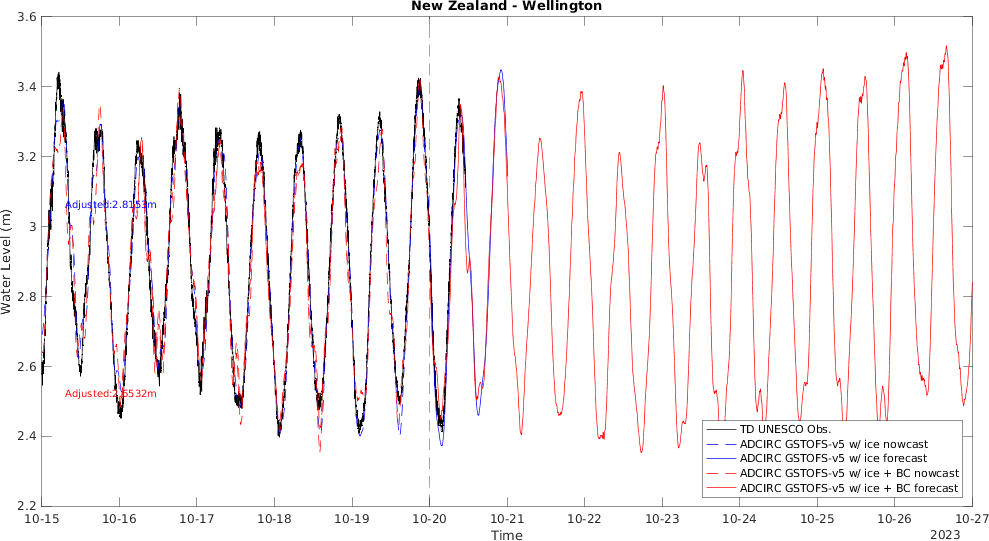 New Zealand - Wellington
3.6
3.4
3.2
3
2.8
2.6
2.4
2.2
Water Level (m)
Adjusted:2.8153m
Adjusted:2.6532m
TD UNESCO Obs.
ADCIRC GSTOFS-v5 w/ ice nowcast
ADCIRC GSTOFS-v5 w/ ice forecast
ADCIRC GSTOFS-v5 w/ ice + BC nowcast
ADCIRC GSTOFS-v5 w/ ice + BC forecast
10-15 10-16 10-17 10-18 10-19 10-20 10-21 10-22 10-23 10-24 10-25 10-26 10-27
Time
2023